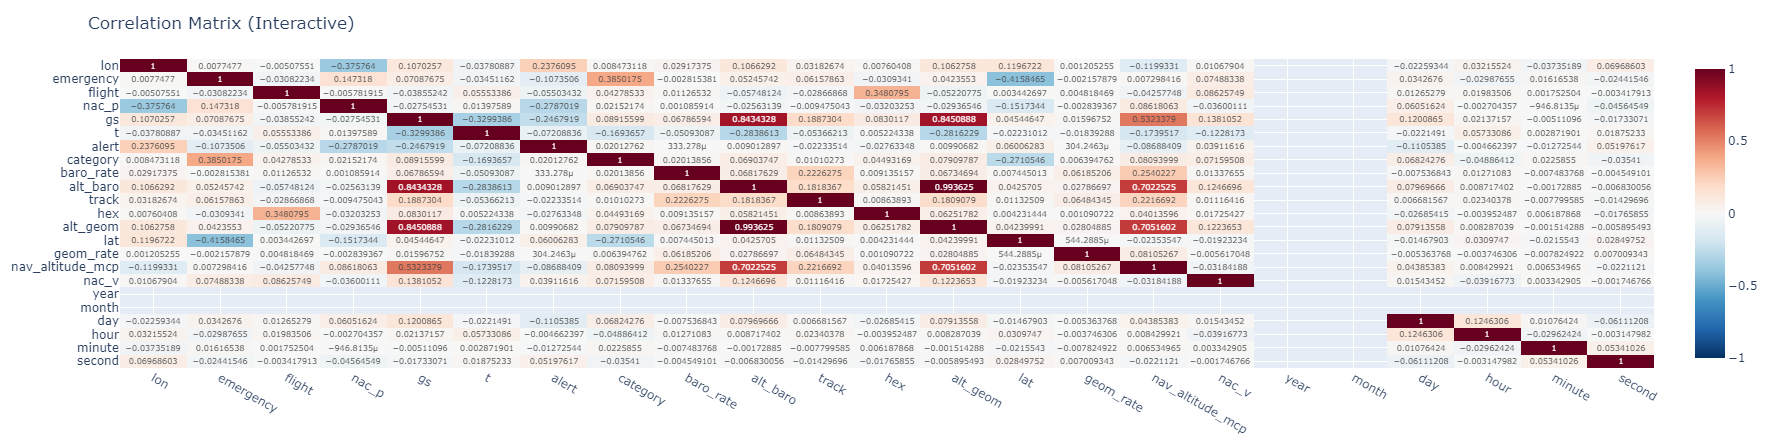 Correlation Matrix (Interactive)
lon 1 0.0077477 −0.00507551 −0.375764 0.1070257 −0.03780887 0.2376095 0.008473118 0.02917375 0.1066292 0.03182674 0.00760408 0.1062758 0.1196722 0.001205255 −0.1199331 0.01067904 −0.02259344 0.03215524 −0.03735189 0.06968603
emergency 0.0077477 1 −0.03082234 0.147318 0.07087675 −0.03451162 −0.1073506 0.3850175 −0.002815381 0.05245742 0.06157863 −0.0309341 0.0423553 −0.4158465 −0.002157879 0.007298416 0.07488338 0.0342676 −0.02987655 0.01616538 −0.02441546
flight −0.00507551 −0.03082234 1 −0.005781915 −0.03855242 0.05553386 −0.05503432 0.04278533 0.01126532 −0.05748124 −0.02866868 0.3480795 −0.05220775 0.003442697 0.004818469 −0.04257748 0.08625749 0.01265279 0.01983506 0.001752504 −0.003417913
nac_p −0.375764 0.147318 −0.005781915 1 −0.02754531 0.01397589 −0.2787019 0.02152174 0.001085914 −0.02563139 −0.009475043 −0.03203253 −0.02936546 −0.1517344 −0.002839367 0.08618063 −0.03600111 0.06051624 −0.002704357 −946.8135μ −0.04564549
gs 0.1070257 0.07087675 −0.03855242 −0.02754531 1 −0.3299386 −0.2467919 0.08915599 0.06786594 0.8434328 0.1887304 0.0830117 0.8450888 0.04544647 0.01596752 0.5323379 0.1381052 0.1200865 0.02137157 −0.00511096 −0.01733071
t −0.03780887 −0.03451162 0.05553386 0.01397589 −0.3299386 1 −0.07208836 −0.1693657 −0.05093087 −0.2838613 −0.05366213 0.005224338 −0.2816229 −0.02231012 −0.01839288 −0.1739517 −0.1228173 −0.0221491 0.05733086 0.002871901 0.01875233
alert 0.2376095 −0.1073506 −0.05503432 −0.2787019 −0.2467919 −0.07208836 1 0.02012762 333.278μ 0.009012897 −0.02233514 −0.02763348 0.00990682 0.06006283 304.2463μ −0.08688409 0.03911616 −0.1105385 −0.004662397 −0.01272544 0.05197617
category 0.008473118 0.3850175 0.04278533 0.02152174 0.08915599 −0.1693657 0.02012762 1 0.02013856 0.06903747 0.01010273 0.04493169 0.07909787 −0.2710546 0.006394762 0.08093999 0.07159508 0.06824276 −0.04886412 0.0225855 −0.03541
baro_rate 0.02917375 −0.002815381 0.01126532 0.001085914 0.06786594 −0.05093087 333.278μ 0.02013856 1 0.06817629 0.2226275 0.009135157 0.06734694 0.007445013 0.06185206 0.2540227 0.01337655 −0.007536843 0.01271083 −0.007483768 −0.004549101
alt_baro 0.1066292 0.05245742 −0.05748124 −0.02563139 0.8434328 −0.2838613 0.009012897 0.06903747 0.06817629 1 0.1818367 0.05821451 0.993625 0.0425705 0.02786697 0.7022525 0.1246696 0.07969666 0.008717402 −0.00172885 −0.006830056
track 0.03182674 0.06157863 −0.02866868 −0.009475043 0.1887304 −0.05366213 −0.02233514 0.01010273 0.2226275 0.1818367 1 0.00863893 0.1809079 0.01132509 0.06484345 0.2216692 0.01116416 0.006681567 0.02340378 −0.007799585 −0.01429696
hex 0.00760408 −0.0309341 0.3480795 −0.03203253 0.0830117 0.005224338 −0.02763348 0.04493169 0.009135157 0.05821451 0.00863893 1 0.06251782 0.004231444 0.001090722 0.04013596 0.01725427 −0.02685415 −0.003952487 0.006187868 −0.01765855
alt_geom 0.1062758 0.0423553 −0.05220775 −0.02936546 0.8450888 −0.2816229 0.00990682 0.07909787 0.06734694 0.993625 0.1809079 0.06251782 1 0.04239991 0.02804885 0.7051602 0.1223653 0.07913558 0.008287039 −0.001514288 −0.005895493
lat 0.1196722 −0.4158465 0.003442697 −0.1517344 0.04544647 −0.02231012 0.06006283 −0.2710546 0.007445013 0.0425705 0.01132509 0.004231444 0.04239991 1 544.2885μ −0.02353547 −0.01923234 −0.01467903 0.0309747 −0.0215543 0.02849752
geom_rate 0.001205255 −0.002157879 0.004818469 −0.002839367 0.01596752 −0.01839288 304.2463μ 0.006394762 0.06185206 0.02786697 0.06484345 0.001090722 0.02804885 544.2885μ 1 0.08105267 −0.005617048 −0.005363768 −0.003746306 −0.007824922 0.007009343
nav_altitude_mcp −0.1199331 0.007298416 −0.04257748 0.08618063 0.5323379 −0.1739517 −0.08688409 0.08093999 0.2540227 0.7022525 0.2216692 0.04013596 0.7051602 −0.02353547 0.08105267 1 −0.03184188 0.04385383 0.008429921 0.006534965 −0.0221121
nac_v 0.01067904 0.07488338 0.08625749 −0.03600111 0.1381052 −0.1228173 0.03911616 0.07159508 0.01337655 0.1246696 0.01116416 0.01725427 0.1223653 −0.01923234 −0.005617048 −0.03184188 1 0.01543452 −0.03916773 0.003342905 −0.001746766
year
month
day −0.02259344 0.0342676 0.01265279 0.06051624 0.1200865 −0.0221491 −0.1105385 0.06824276 −0.007536843 0.07969666 0.006681567 −0.02685415 0.07913558 −0.01467903 −0.005363768 0.04385383 0.01543452 1 0.1246306 0.01076424 −0.06111208
hour 0.03215524 −0.02987655 0.01983506 −0.002704357 0.02137157 0.05733086 −0.004662397 −0.04886412 0.01271083 0.008717402 0.02340378 −0.003952487 0.008287039 0.0309747 −0.003746306 0.008429921 −0.03916773 0.1246306 1 −0.02962424 −0.003147982
minute −0.03735189 0.01616538 0.001752504 −946.8135μ −0.00511096 0.002871901 −0.01272544 0.0225855 −0.007483768 −0.00172885 −0.007799585 0.006187868 −0.001514288 −0.0215543 −0.007824922 0.006534965 0.003342905 0.01076424 −0.02962424 1 0.05341026
second 0.06968603 −0.02441546 −0.003417913 −0.04564549 −0.01733071 0.01875233 0.05197617 −0.03541 −0.004549101 −0.006830056 −0.01429696 −0.01765855 −0.005895493 0.02849752 0.007009343 −0.0221121 −0.001746766 −0.06111208 −0.003147982 0.05341026 1
lon emergency flight nac_p gs t alert category baro_rate alt_baro track hex alt_geom lat geom_rate nav_altitude_mcp nac_v year month day hour minute second
1
0.5
0
−0.5
−1